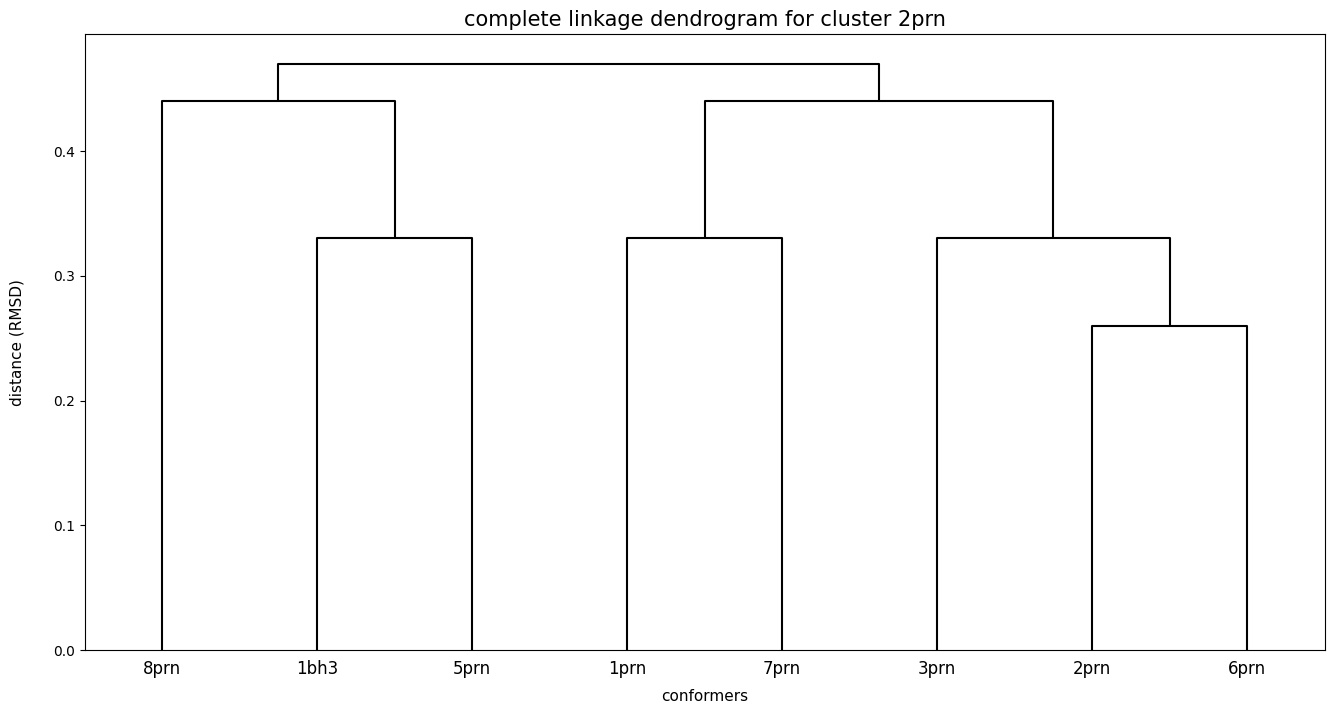 complete linkage dendrogram for cluster 2prn
distance (RMSD)
0.4
0.3
0.2
0.1
0.0
8prn 1bh3 5prn 1prn 7prn 3prn 2prn 6prn
conformers